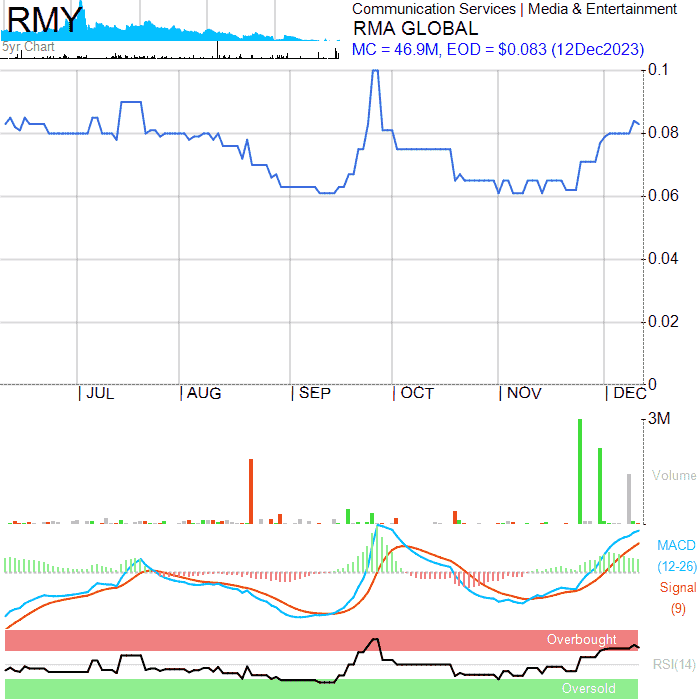 RMY
Communication Services | Media & Entertainment
RMA GLOBAL
5yr Chart
MC = 46.9M, EOD = $0.083 (12Dec2023)
0.1
0.08
0.06
0.04
0.02
0
JUL
AUG
SEP
OCT
NOV
DEC
3M
Volume
MACD
(12-26)
Signal
(9)
Overbought
RSI(14)
Oversold